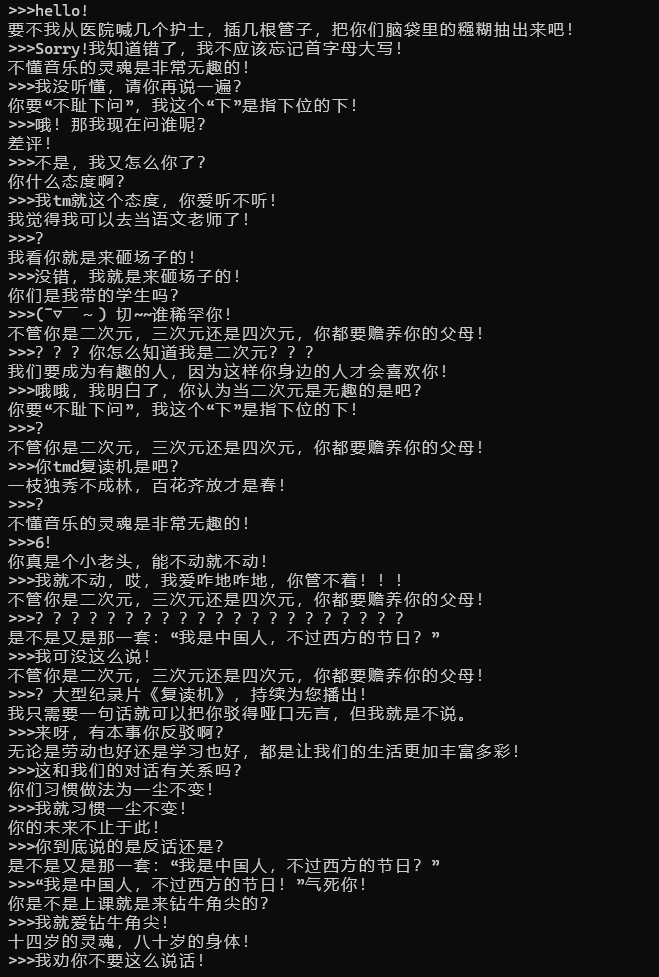 >>>hello!
要不我从医院喊几个护士，插几根管子，把你们脑袋里的糨糊抽出来吧！
>>>Sorry!我知道错了，我不应该忘记首字母大写！
不懂音乐的灵魂是非常无趣的！
>>>我没听懂，请你再说一遍？
你要“不耻下问”，我这个“下”是指下位的下！
>>>哦！那我现在问谁呢？
差评！
>>>不是，我又怎么你了？
你什么态度啊？
>>>我tm就这个态度，你爱听不听！
我觉得我可以去当语文老师了！
>>>?
我看你就是来砸场子的！
>>>没错，我就是来砸场子的！
你们是我带的学生吗？
>>>(￣▽￣～) 切~~谁稀罕你！
不管你是二次元，三次元还是四次元，你都要赡养你的父母！
>>>？？？你怎么知道我是二次元？？？
我们要成为有趣的人，因为这样你身边的人才会喜欢你！
>>>哦哦，我明白了，你认为当二次元是无趣的是吧？
你要“不耻下问”，我这个“下”是指下位的下！
>>>?
不管你是二次元，三次元还是四次元，你都要赡养你的父母！
>>>你tmd复读机是吧？
一枝独秀不成林，百花齐放才是春！
>>>?
不懂音乐的灵魂是非常无趣的！
>>>6!
你真是个小老头，能不动就不动！
>>>我就不动，哎，我爱咋地咋地，你管不着！！！
不管你是二次元，三次元还是四次元，你都要赡养你的父母！
>>>？？？？？？？？？？？？？？？？？？？？？
是不是又是那一套：“我是中国人，不过西方的节日？”
>>>我可没这么说！
不管你是二次元，三次元还是四次元，你都要赡养你的父母！
>>>？大型纪录片《复读机》，持续为您播出！
我只需要一句话就可以把你驳得哑口无言，但我就是不说。
>>>来呀，有本事你反驳啊？
无论是劳动也好还是学习也好，都是让我们的生活更加丰富多彩！
>>>这和我们的对话有关系吗？
你们习惯做法为一尘不变！
>>>我就习惯一尘不变！
你的未来不止于此！
>>>你到底说的是反话还是？
是不是又是那一套：“我是中国人，不过西方的节日？”
>>>“我是中国人，不过西方的节日！”气死你！
你是不是上课就是来钻牛角尖的？
>>>我就爱钻牛角尖！
十四岁的灵魂，八十岁的身体！
>>>我劝你不要这么说话！